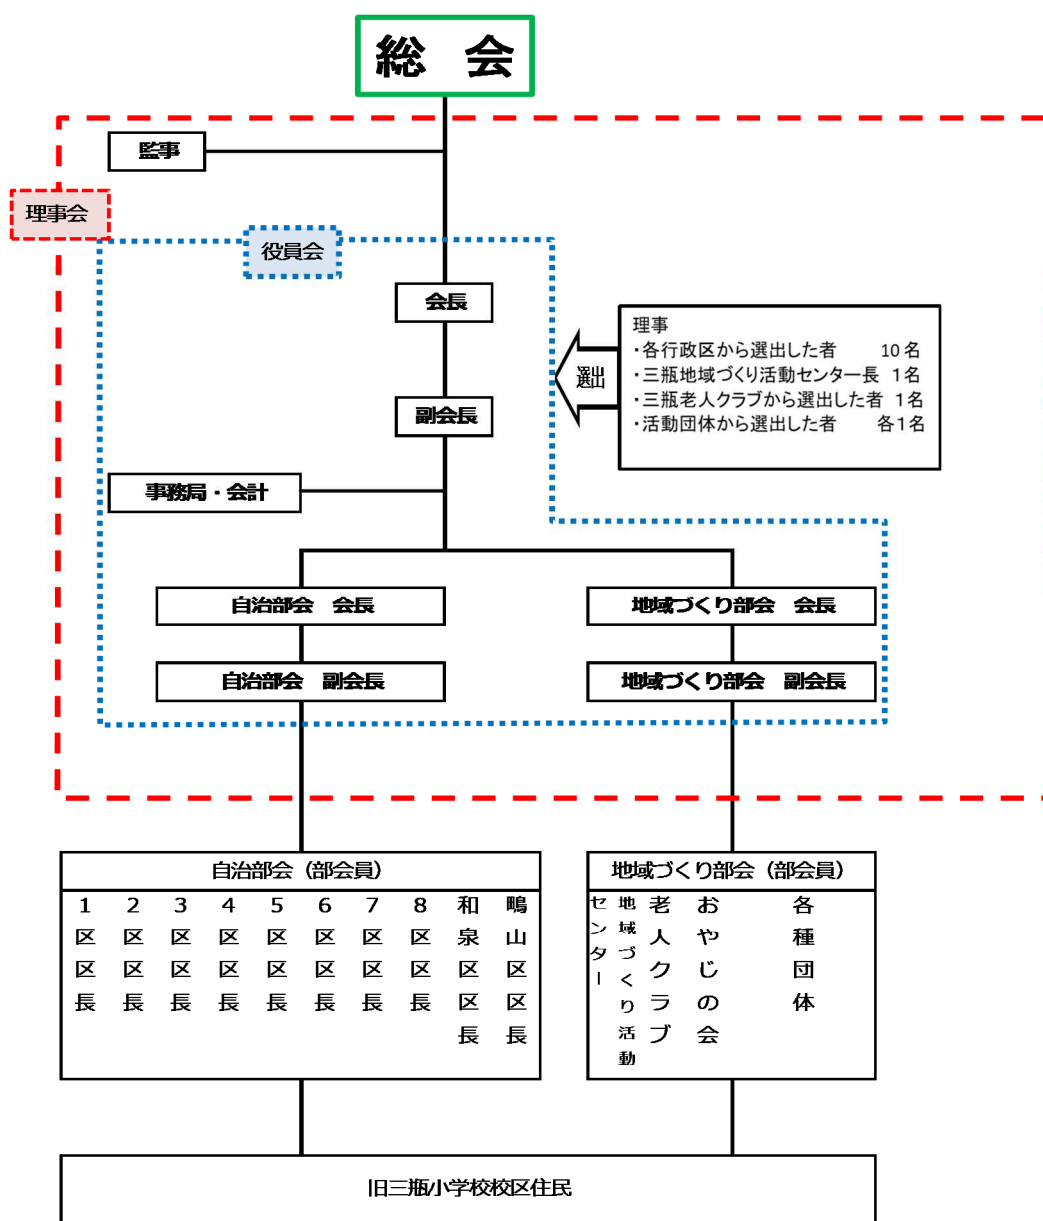 総　会
監事
理事会
役員会
会長
理事
・各行政区から選出した者　10名
・三瓶地域づくり活動センター長　1名
・三瓶老人クラブから選出した者　1名
・活動団体から選出した者　各1名
選出
副会長
事務局・会計
自治部会　会長
地域づくり部会　会長
自治部会　副会長
地域づくり部会　副会長
自治部会（部会員）
1区区長
2区区長
3区区長
4区区長
5区区長
6区区長
7区区長
8区区長
和泉区区長
鴫山区区長
地域づくり部会（部会員）
地域づくり活動
センター
老人クラブ
おやじの会
各種団体
旧三瓶小学校校区住民